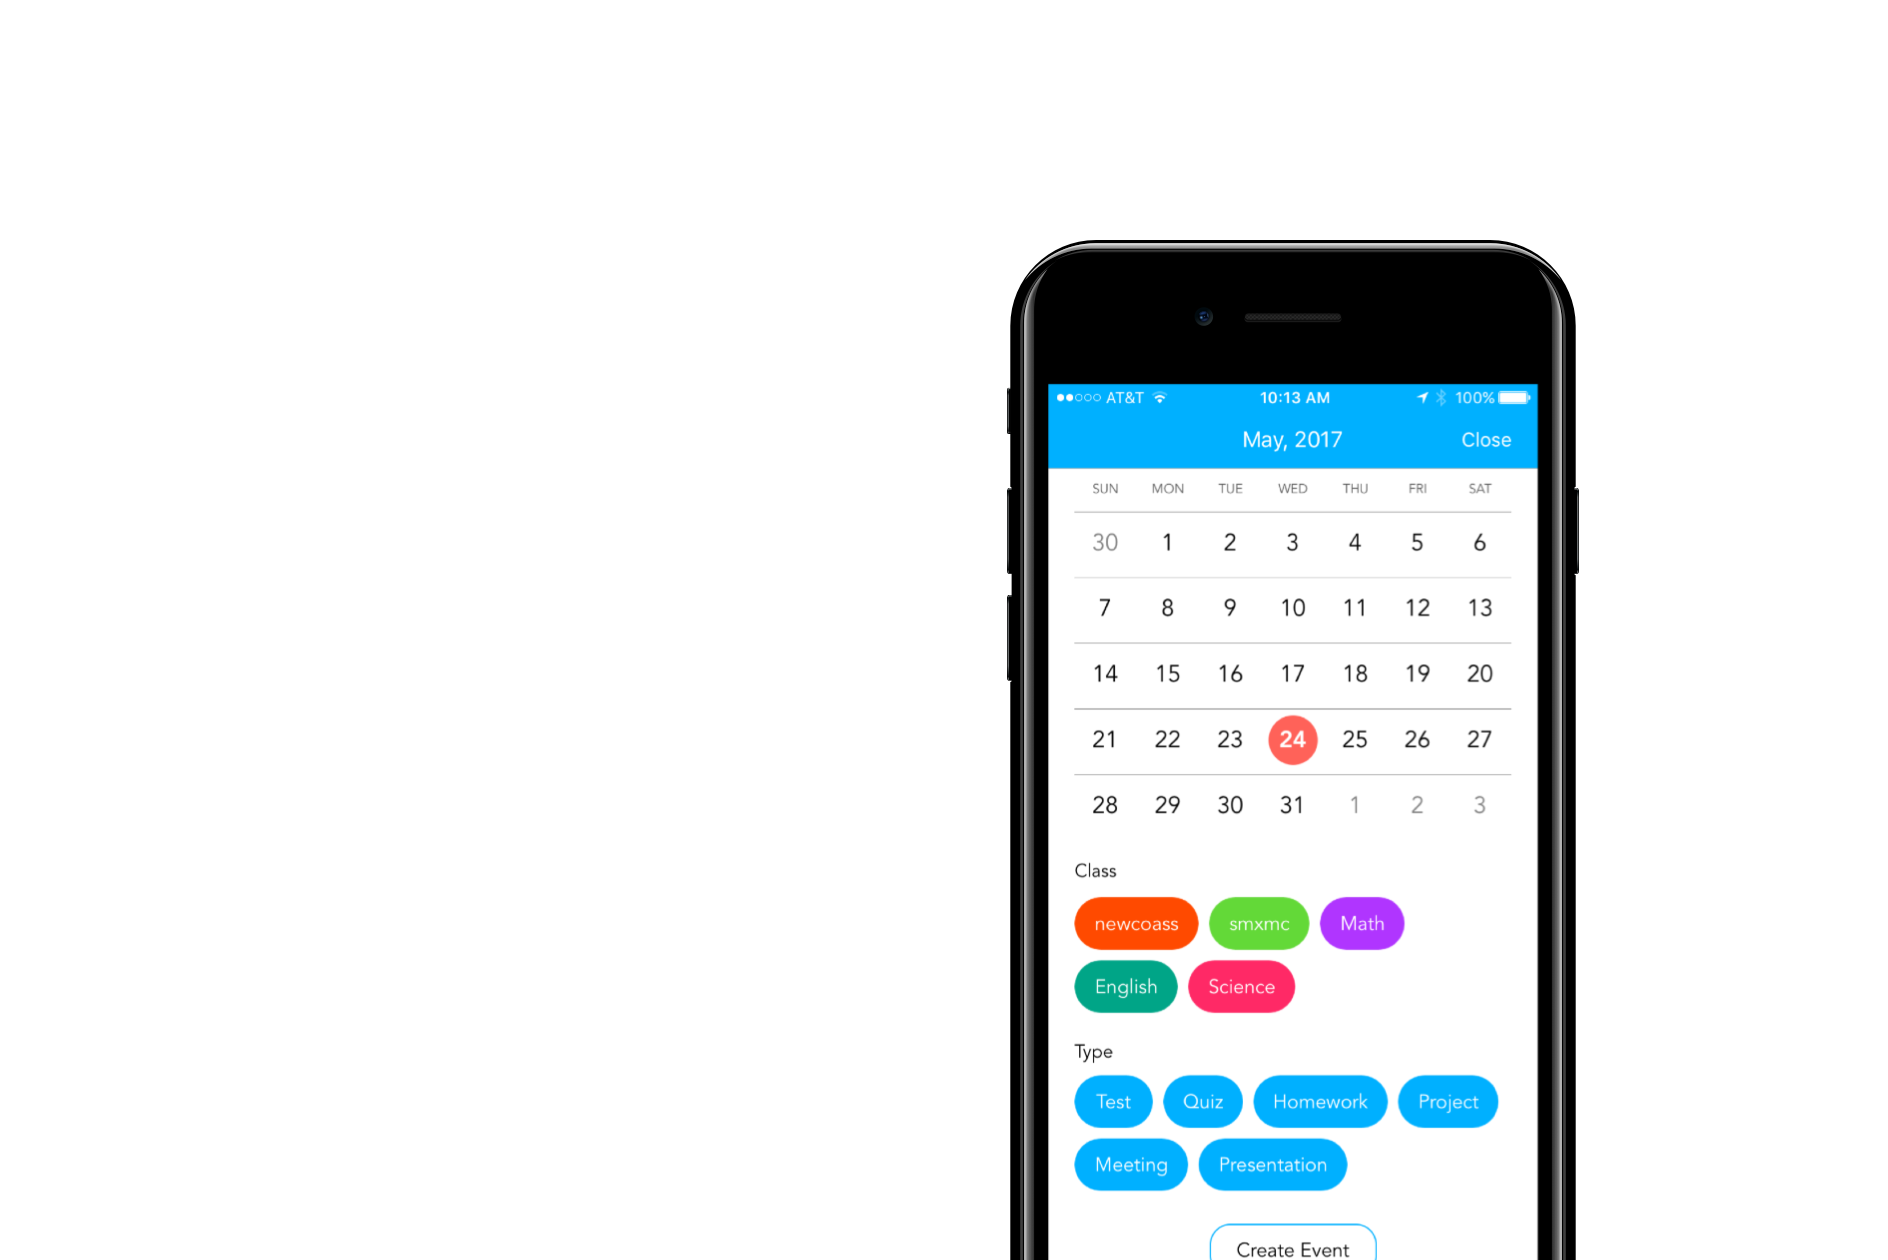 AT&T 10:13 AM 100%
May, 2017 Close
SUN MON TUE WED THU FRI SAT
30 1 2 3 4 5 6
7 8 9 10 11 12 13
14 15 16 17 18 19 20
21 22 23 24 25 26 27
28 29 30 31 1 2 3
Class
newcoass smxmc Math
English Science
Type
Test Quiz Homework Project
Meeting Presentation
Create Event